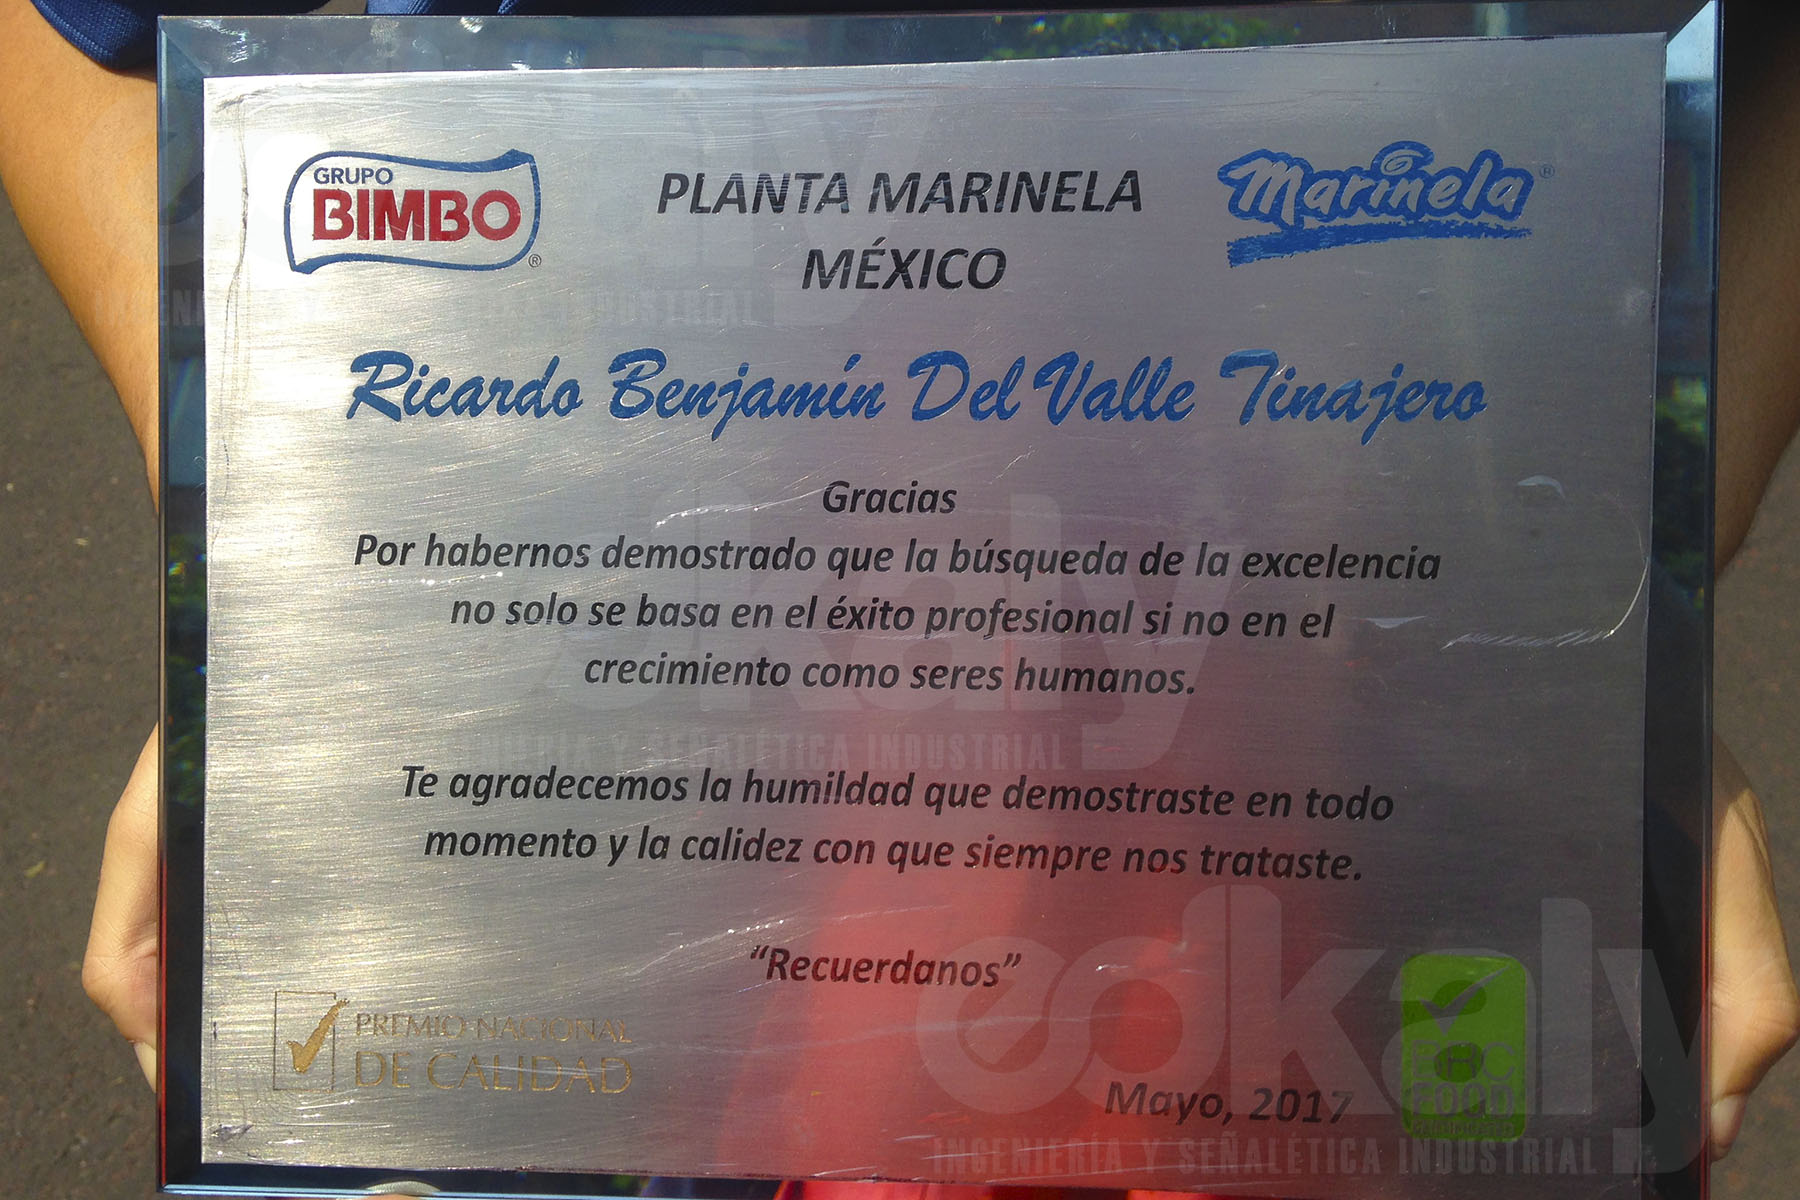 GRUPO
BIMBO
®
PLANTA MARINELA
MÉXICO
Marinela ®
Ricardo Benjamín Del Valle Tinajero
Gracias
Por habernos demostrado que la búsqueda de la excelencia
no solo se basa en el éxito profesional si no en el
crecimiento como seres humanos.
Te agradecemos la humildad que demostraste en todo
momento y la calidez con que siempre nos trataste.
“Recuerdanos”
PREMIO NACIONAL
DE CALIDAD
Mayo, 2017
BRC
FOOD
edkaly
INGENIERÍA Y SEÑALÉTICA INDUSTRIAL